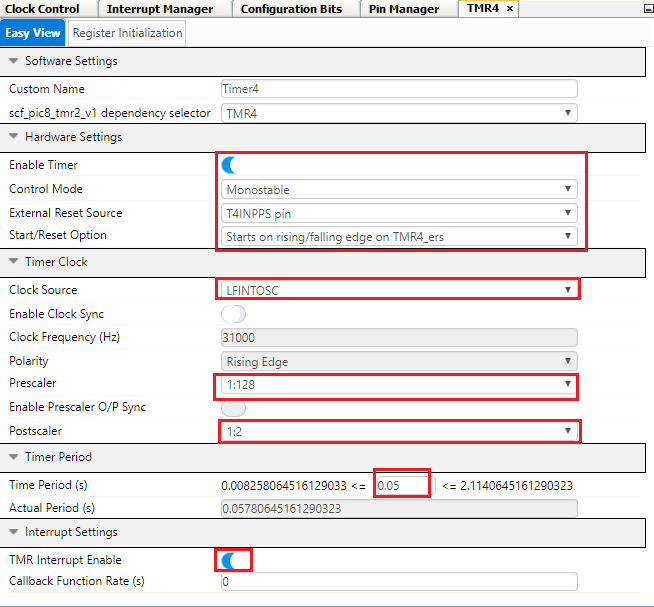 Clock Control Interrupt Manager Configuration Bits Pin Manager TMR4 ×
Easy View Register Initialization
Software Settings
Custom Name Timer4
scf_pic8_tmr2_v1 dependency selector TMR4
Hardware Settings
Enable Timer
Control Mode Monostable
External Reset Source T4INPPS pin
Start/Reset Option Starts on rising/falling edge on TMR4_ers
Timer Clock
Clock Source LFINTOSC
Enable Clock Sync
Clock Frequency (Hz) 31000
Polarity Rising Edge
Prescaler 1:128
Enable Prescaler O/P Sync
Postscaler 1:2
Timer Period
Time Period (s) 0.008258064516129033 <= 0.05 <= 2.1140645161290323
Actual Period (s) 0.05780645161290323
Interrupt Settings
TMR Interrupt Enable
Callback Function Rate (s) 0